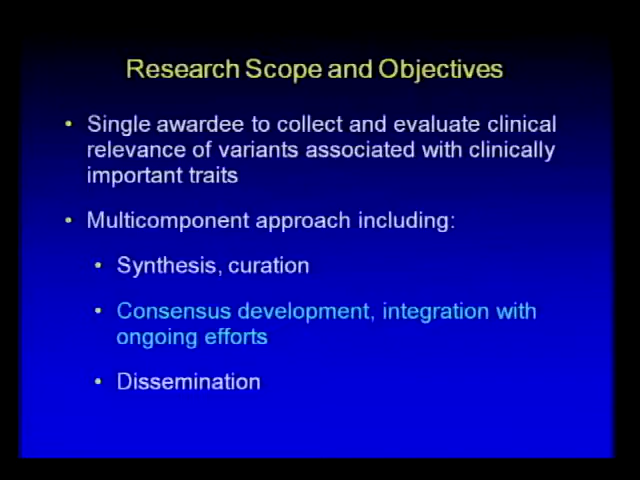 Research Scope and Objectives
• Single awardee to collect and evaluate clinical
relevance of variants associated with clinically
important traits
• Multicomponent approach including:
• Synthesis, curation
• Consensus development, integration with
ongoing efforts
• Dissemination